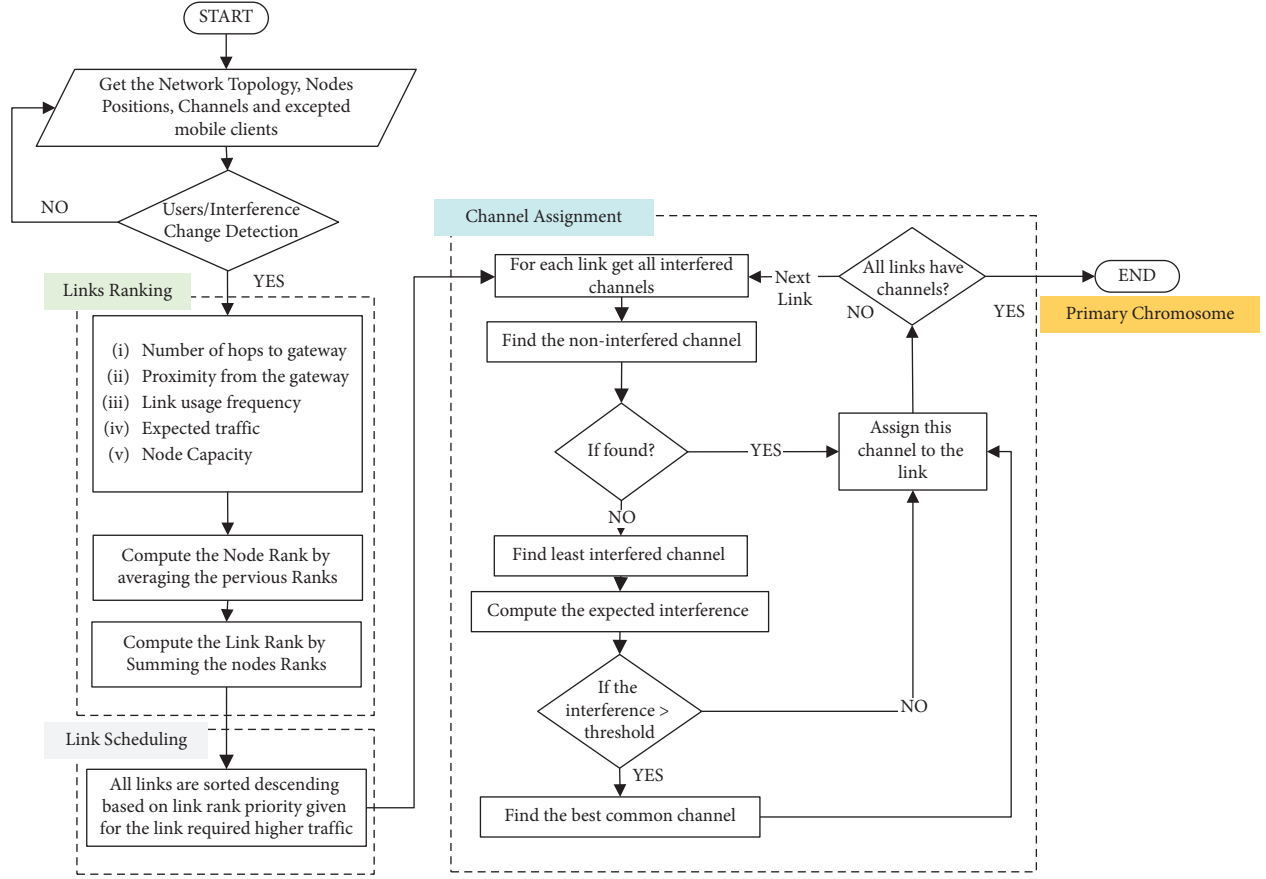 START
Get the Network Topology, Nodes
Positions, Channels and excepted
mobile clients
Users/Interference
Change Detection
NO
YES
Links Ranking
(i) Number of hops to gateway
(ii) Proximity from the gateway
(iii) Link usage frequency
(iv) Expected traffic
(v) Node Capacity
Compute the Node Rank by
averaging the pervious Ranks
Compute the Link Rank by
Summing the nodes Ranks
Link Scheduling
All links are sorted descending
based on link rank priority given
for the link required higher traffic
Channel Assignment
For each link get all interfered
channels
Find the non-interfered channel
If found?
YES
NO
Find least interfered channel
Compute the expected interference
If the
interference >
threshold
NO
YES
Find the best common channel
Assign this
channel to the
link
All links have
channels?
Next
Link
NO
YES
END
Primary Chromosome